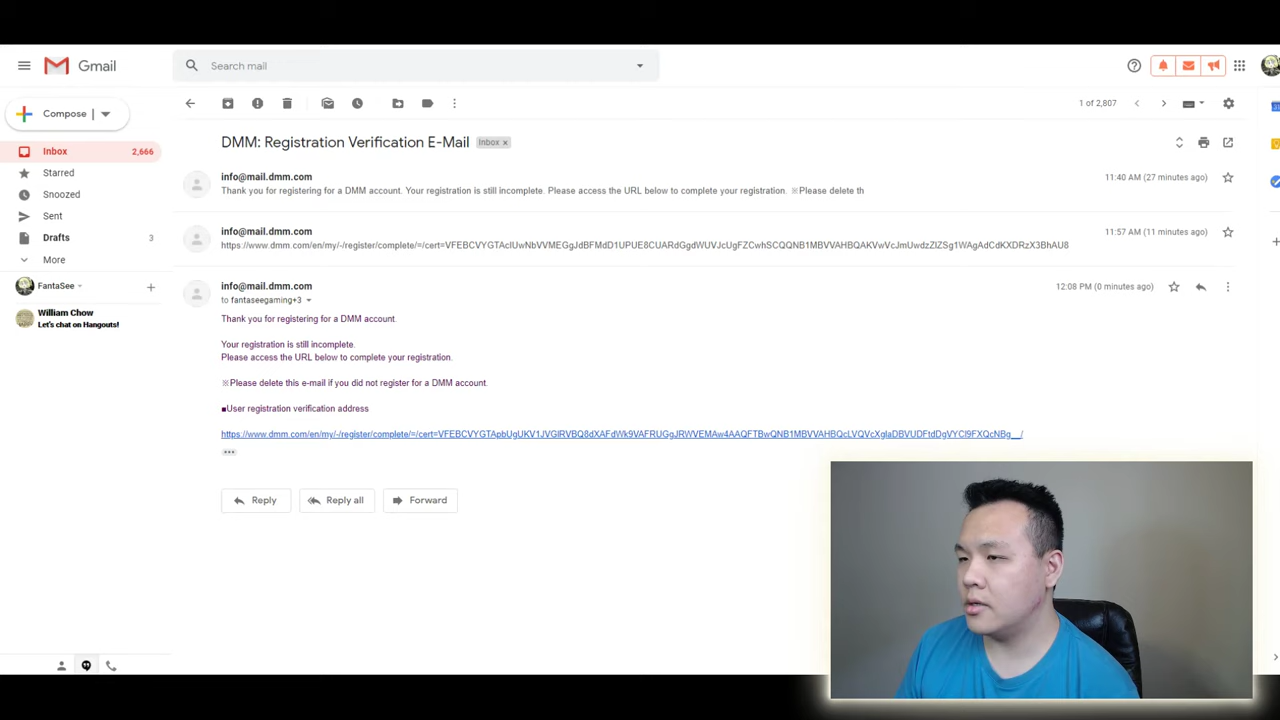 Gmail
Search mail
Compose
1 of 2,807
DMM: Registration Verification E-Mail Inbox x
Inbox 2,666
Starred
Snoozed
Sent
Drafts 3
More
FantaSee
William Chow
Let's chat on Hangouts!
info@mail.dmm.com 11:40 AM (27 minutes ago)
Thank you for registering for a DMM account. Your registration is still incomplete. Please access the URL below to complete your registration. ※Please delete th
info@mail.dmm.com 11:57 AM (11 minutes ago)
info@mail.dmm.com 12:08 PM (0 minutes ago)
to fantaseegaming+3
Thank you for registering for a DMM account.
Your registration is still incomplete.
Please access the URL below to complete your registration.
※Please delete this e-mail if you did not register for a DMM account.
■User registration verification address
Reply
Reply all
Forward